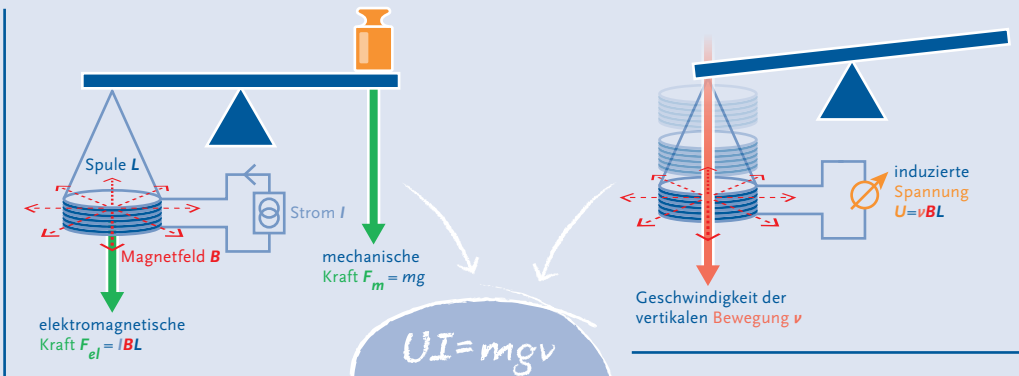 Spule L
Strom I
Magnetfeld B
elektromagnetische
Kraft Fel = IBL
mechanische
Kraft Fm = mg
UI=mgv
induzierte
Spannung
U=vBL
Geschwindigkeit der
vertikalen Bewegung v